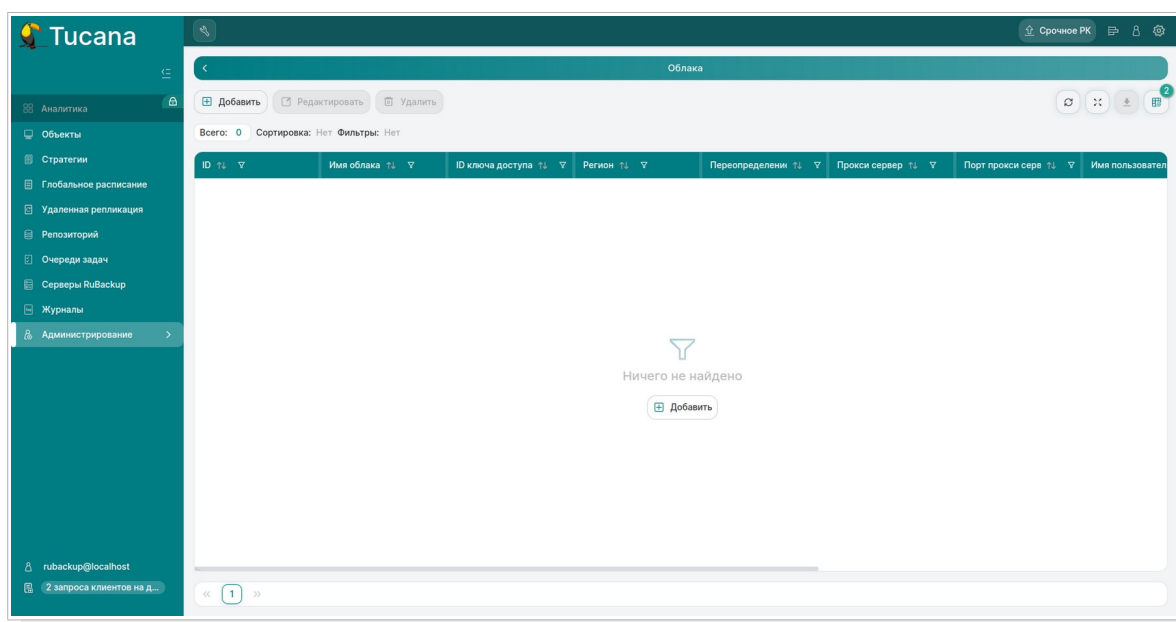 Tucana
Срочное РК
Облака
Аналитика
Объекты
Стратегии
Глобальное расписание
Удаленная репликация
Репозиторий
Очереди задач
Серверы RuBackup
Журналы
Администрирование
rubackup@localhost
2 запроса клиентов на д...
Добавить Редактировать Удалить
2
Всего: 0 Сортировка: Нет Фильтры: Нет
ID Имя облака ID ключа доступа Регион Переопределени Прокси сервер Порт прокси серв Имя пользовател
Ничего не найдено
Добавить
« 1 »